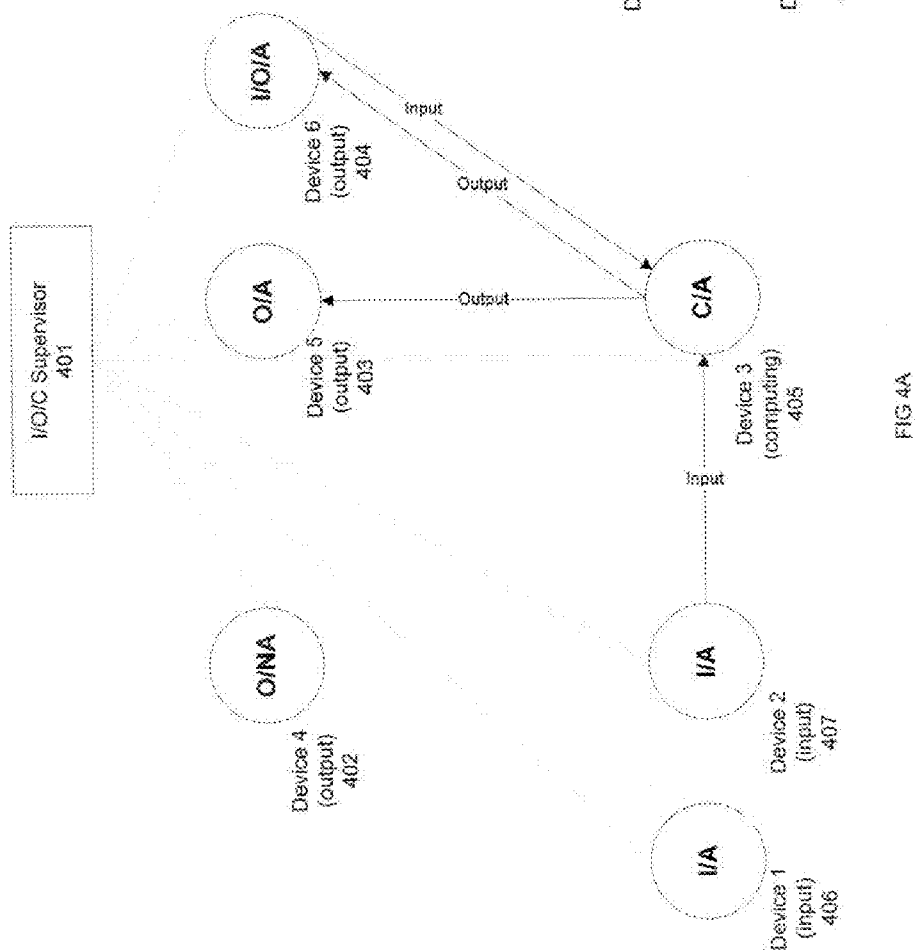 I/O/C Supervisor
401
O/NA
Device 4
(output)
402
O/A
Device 5
(output)
403
I/O/A
Device 6
(output)
404
Input
Output
Output
Input
I/A
Device 1
(input)
406
I/A
Device 2
(input)
407
C/A
Device 3
(computing)
405
FIG 4A
D
D